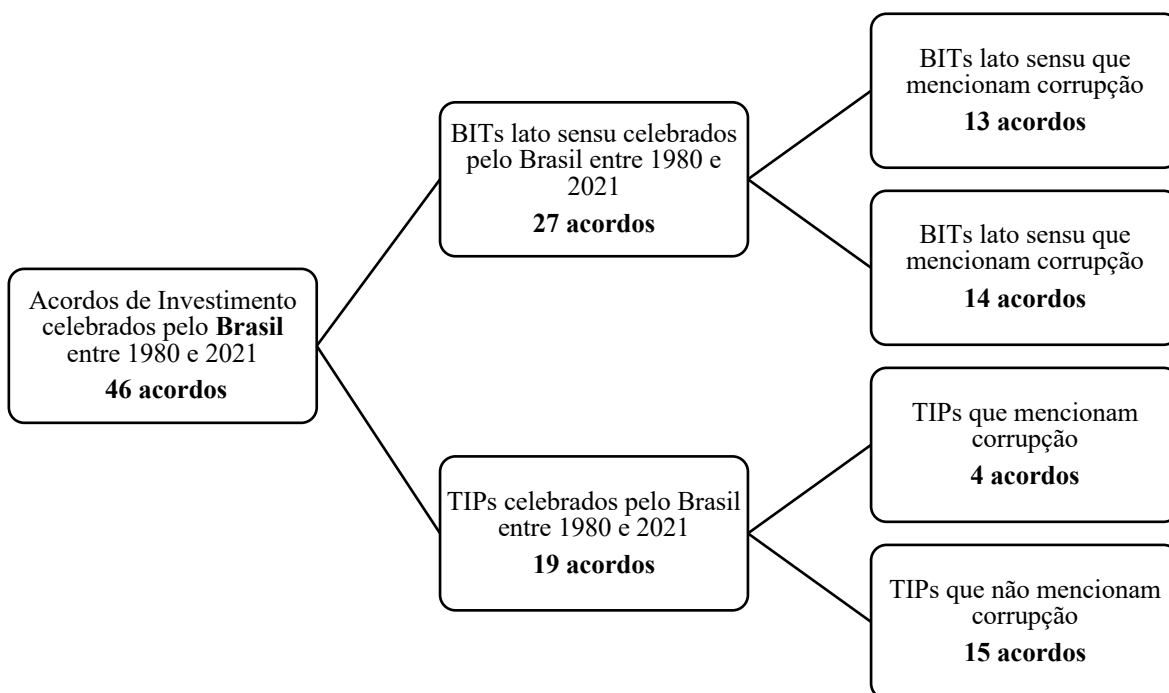 Acordos de Investimento
celebrados pelo Brasil
entre 1980 e 2021
46 acordos
BITs lato sensu celebrados
pelo Brasil entre 1980 e
2021
27 acordos
BITs lato sensu que
mencionam corrupção
13 acordos
BITs lato sensu que
mencionam corrupção
14 acordos
TIPs celebrados pelo Brasil
entre 1980 e 2021
19 acordos
TIPs que mencionam
corrupção
4 acordos
TIPs que não mencionam
corrupção
15 acordos